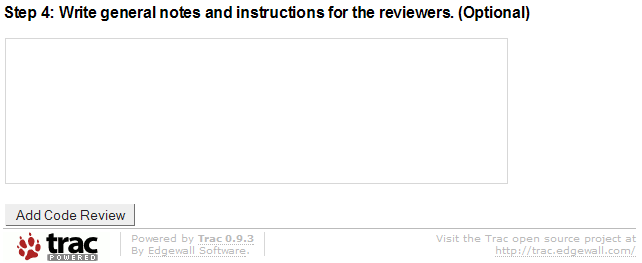 Step 4: Write general notes and instructions for the reviewers. (Optional)
Add Code Review
trac
POWERED
Powered by Trac 0.9.3
By Edgewall Software.
Visit the Trac open source project at
http://trac.edgewall.com/